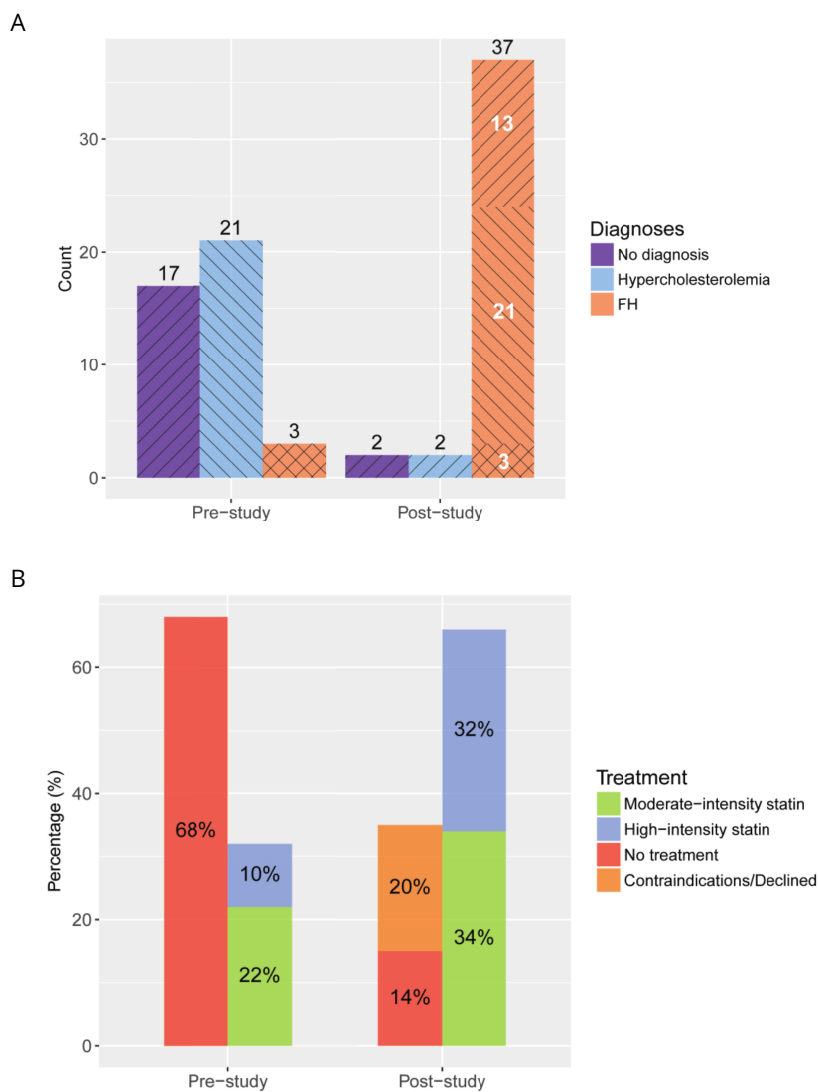 A
37
13
30
Diagnoses
21
No diagnosis
20
17
Hypercholesterolemia
Count
FH
21
10
3
2
2
3
0
Pre−study
Post−study
B
60
32%
Treatment
Moderate−intensity statin
40
High−intensity statin
Percentage (%)
68%
No treatment
Contraindications/Declined
10%
20%
20
34%
22%
14%
0
Pre−study
Post−study